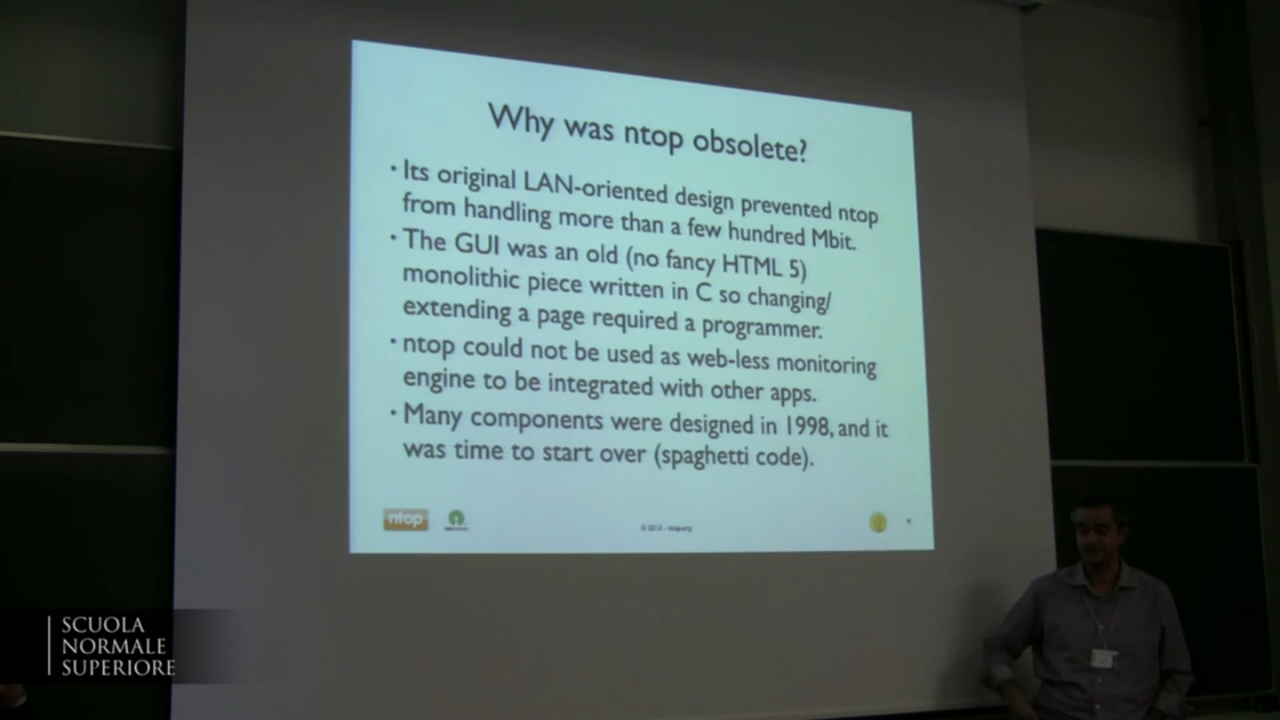 Why was ntop obsolete?
• Its original LAN-oriented design prevented ntop
from handling more than a few hundred Mbit.
• The GUI was an old (no fancy HTML 5)
monolithic piece written in C so changing/
extending a page required a programmer.
• ntop could not be used as web-less monitoring
engine to be integrated with other apps.
• Many components were designed in 1998, and it
was time to start over (spaghetti code).
ntop
SCUOLA
NORMALE
SUPERIORE